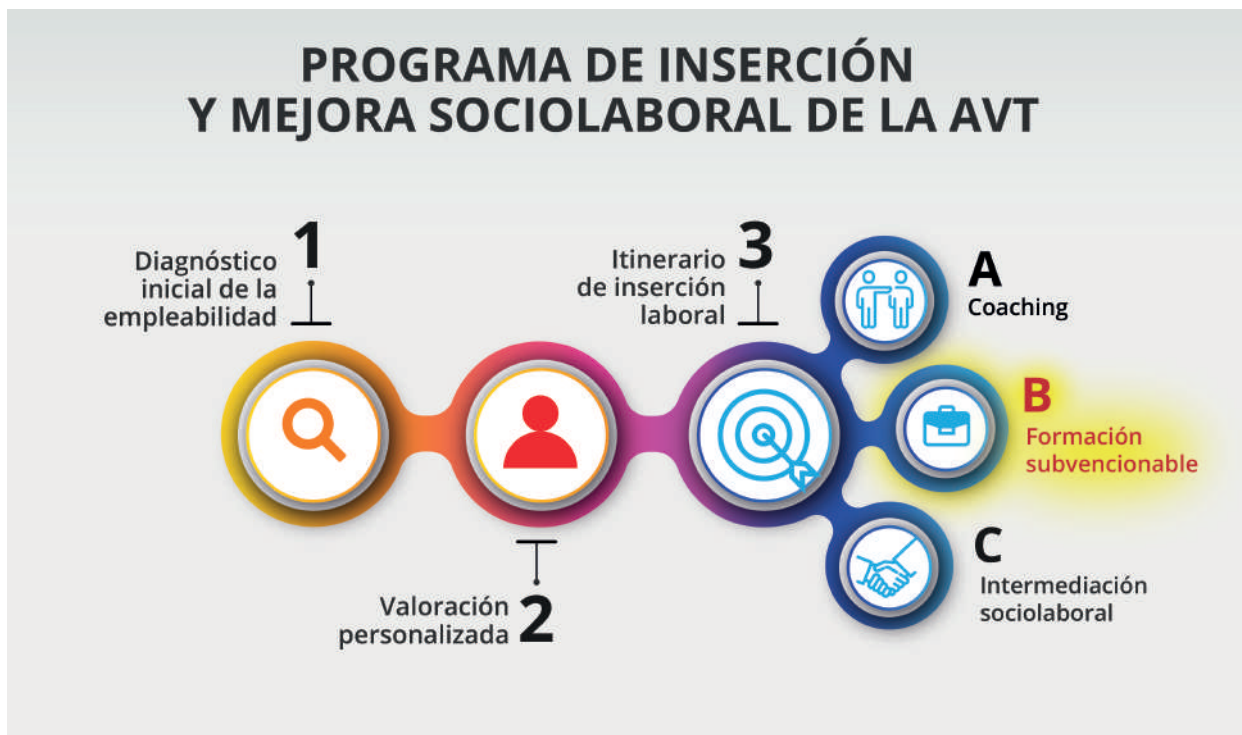 PROGRAMA DE INSERCIÓN
Y MEJORA SOCIOLABORAL DE LA AVT
1
Diagnóstico
inicial de la
empleabilidad
Valoración
personalizada
2
3
Itinerario
de inserción
laboral
A
Coaching
B
Formación
subvencionable
C
Intermediación
sociolaboral